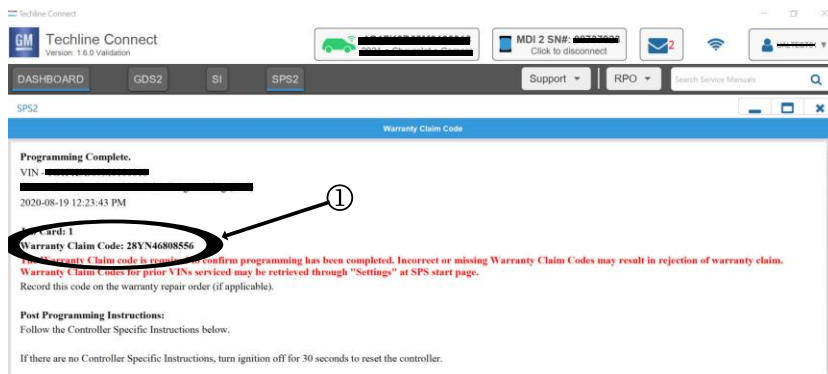 Techline Connect
GM Techline Connect
Version: 1.6.0 Validation
MDI 2 SN#:
Click to disconnect
2
DASHBOARD GDS2 SI SPS2 Support RPO Search Service Manuals
SPS2
Warranty Claim Code
Programming Complete.
VIN -
2020-08-19 12:23:43 PM
①
Card: 1
Warranty Claim Code: 28YN46808556
The Warranty Claim code is required to confirm programming has been completed. Incorrect or missing Warranty Claim Codes may result in rejection of warranty claim.
Warranty Claim Codes for prior VINs serviced may be retrieved through "Settings" at SPS start page.
Record this code on the warranty repair order (if applicable).
Post Programming Instructions:
Follow the Controller Specific Instructions below.
If there are no Controller Specific Instructions, turn ignition off for 30 seconds to reset the controller.